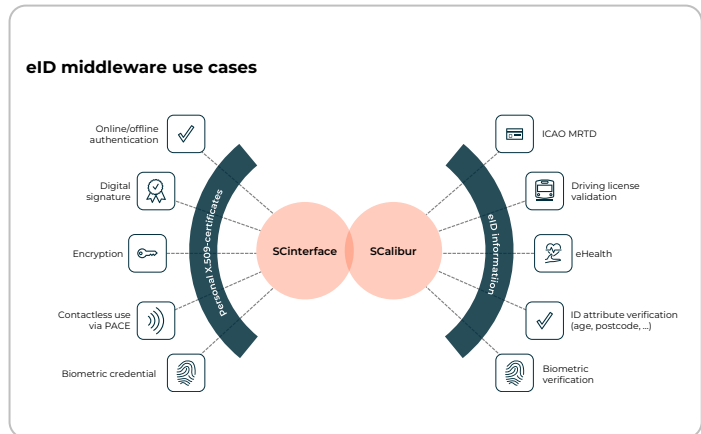 eID middleware use cases
Online/offline
authentication
Digital
signature
Encryption
Contactless use
via PACE
Biometric credential
Personal X.509-certificates
SCinterface
SCalibur
eID informatiion
ICAO MRTD
Driving license
validation
eHealth
ID attribute verification
(age, postcode, ...)
Biometric
verification